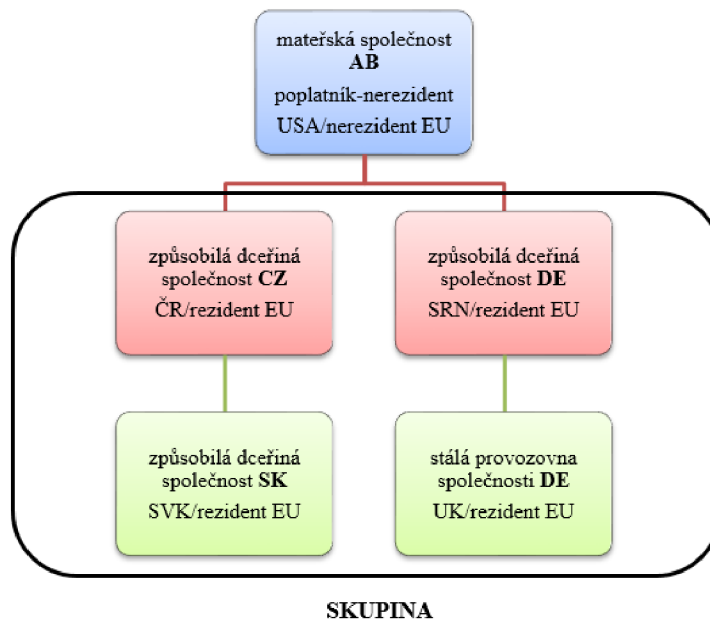 mateřská společnost
AB
poplatník-nerezident
USA/nerezident EU
způsobilá dceřiná
společnost CZ
ČR/rezident EU
způsobilá dceřiná
společnost DE
SRN/rezident EU
způsobilá dceřiná
společnost SK
SVK/rezident EU
stálá provozovna
společnosti DE
UK/rezident EU
SKUPINA